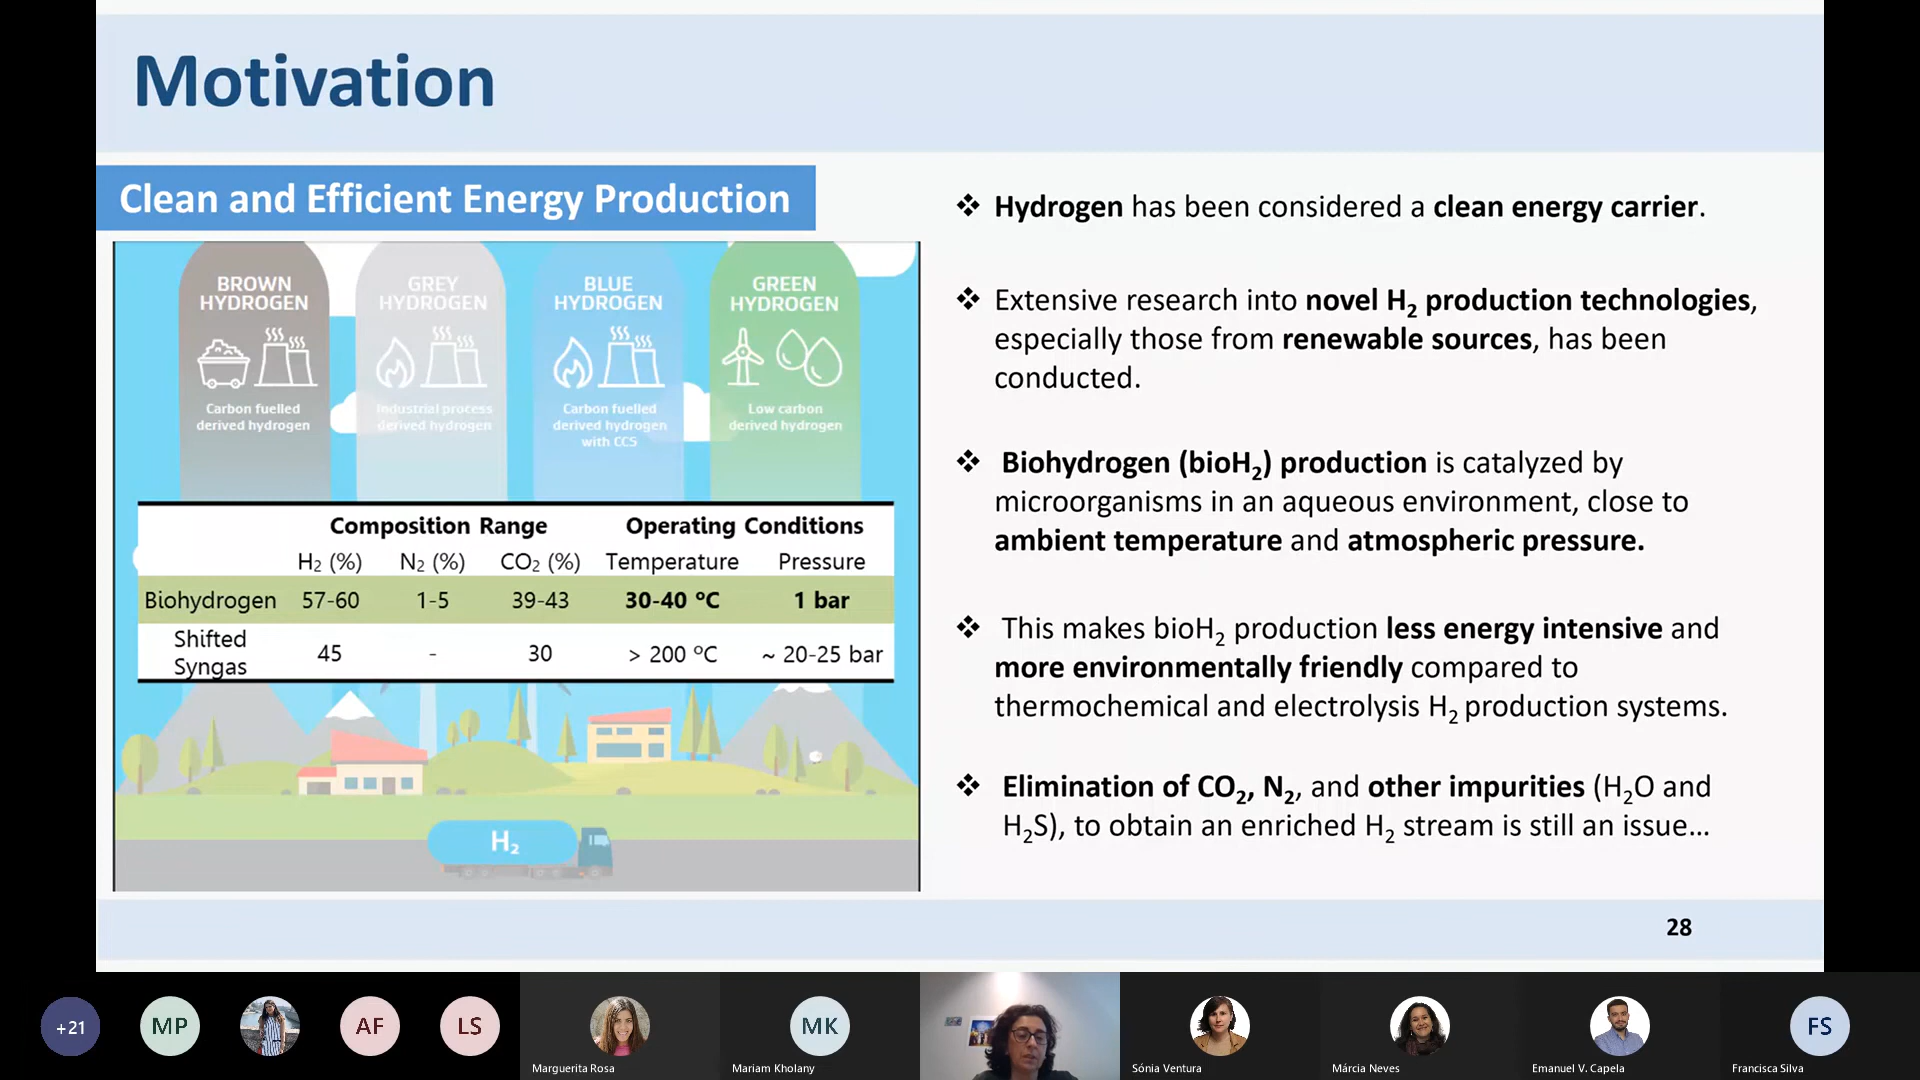 Motivation
Clean and Efficient Energy Production
BROWN
HYDROGEN
Carbon fuelled
derived hydrogen
GREY
HYDROGEN
Industrial process
derived hydrogen
BLUE
HYDROGEN
Carbon fuelled
derived hydrogen
with CCS
GREEN
HYDROGEN
Low carbon
derived hydrogen
Composition Range Operating Conditions
H₂ (%) N₂ (%) CO₂ (%) Temperature Pressure
Biohydrogen 57-60 1-5 39-43 30-40 ºC 1 bar
Shifted
Syngas 45 - 30 > 200 ºC ~ 20-25 bar
H₂
❖ Hydrogen has been considered a clean energy carrier.
❖ Extensive research into novel H₂ production technologies,
especially those from renewable sources, has been
conducted.
❖ Biohydrogen (bioH₂) production is catalyzed by
microorganisms in an aqueous environment, close to
ambient temperature and atmospheric pressure.
❖ This makes bioH₂ production less energy intensive and
more environmentally friendly compared to
thermochemical and electrolysis H₂ production systems.
❖ Elimination of CO₂, N₂, and other impurities (H₂O and
H₂S), to obtain an enriched H₂ stream is still an issue...
28
+21 MP AF LS MK FS
Marguerita Rosa Mariam Kholany Sónia Ventura Márcia Neves Emanuel V. Capela Francisca Silva